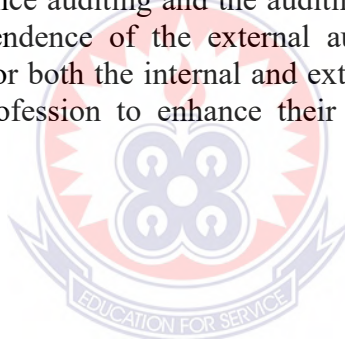 nce auditing and the auditin
endence of the external au
or both the internal and ext
ofession to enhance their
EDUCATION FOR SERVICE